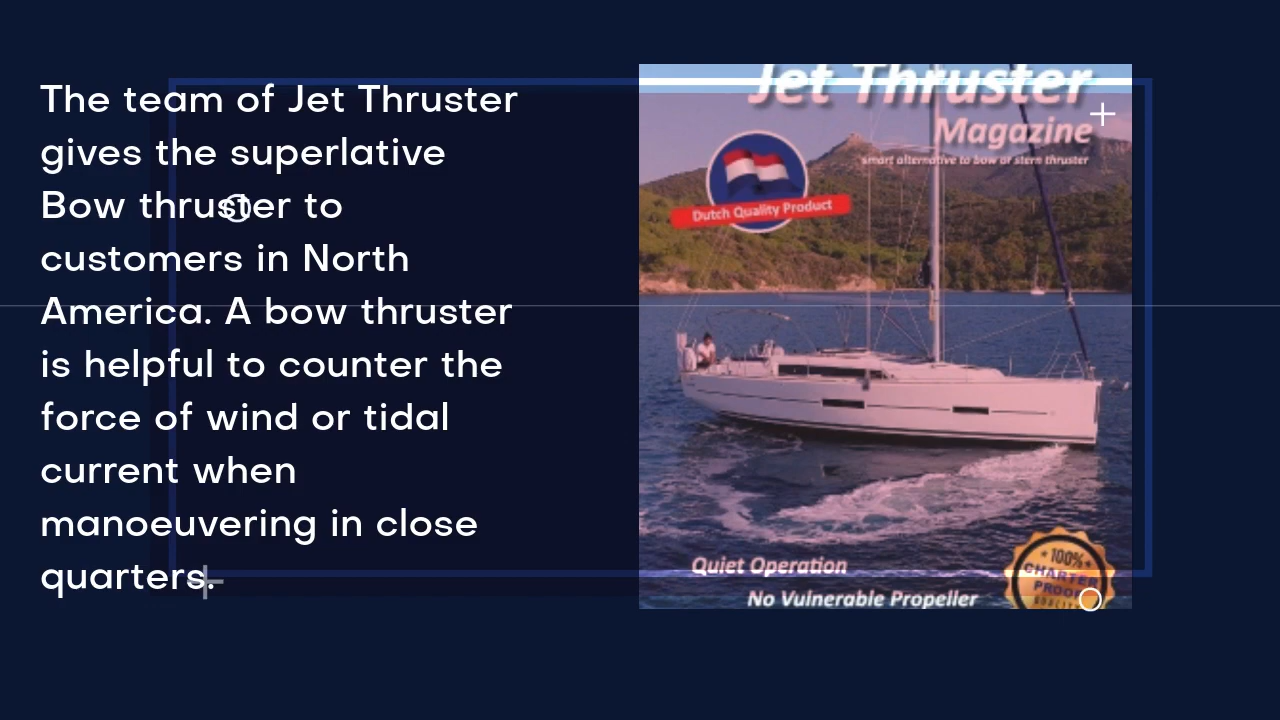 The team of Jet Thruster
gives the superlative
Bow thruster to
customers in North
America. A bow thruster
is helpful to counter the
force of wind or tidal
current when
manoeuvering in close
quarters.
Jet Thruster
Magazine
smart alternative to bow or stern thruster
Dutch Quality Product
Quiet Operation
No Vulnerable Propeller
100%
CHARTER
PROOF